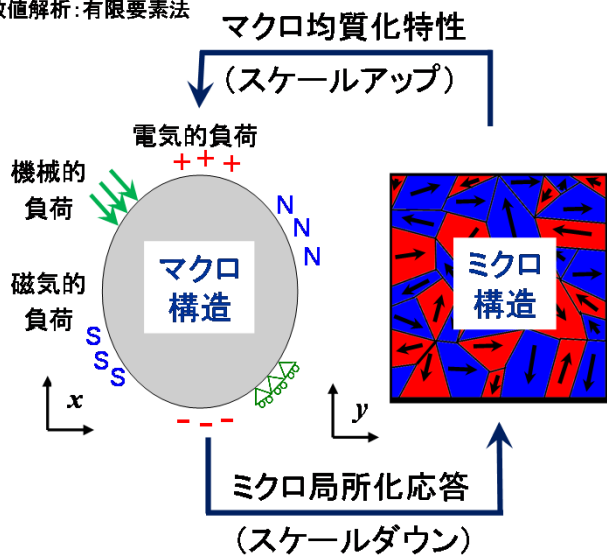 値解析:有限要素法
マクロ均質化特性
(スケールアップ)
電気的負荷
+ + +
機械的
負荷
N
N
N
マクロ
構造
ミクロ
構造
磁気的
負荷
S
S
S
x
y
- - -
ミクロ局所化応答
(スケールダウン)